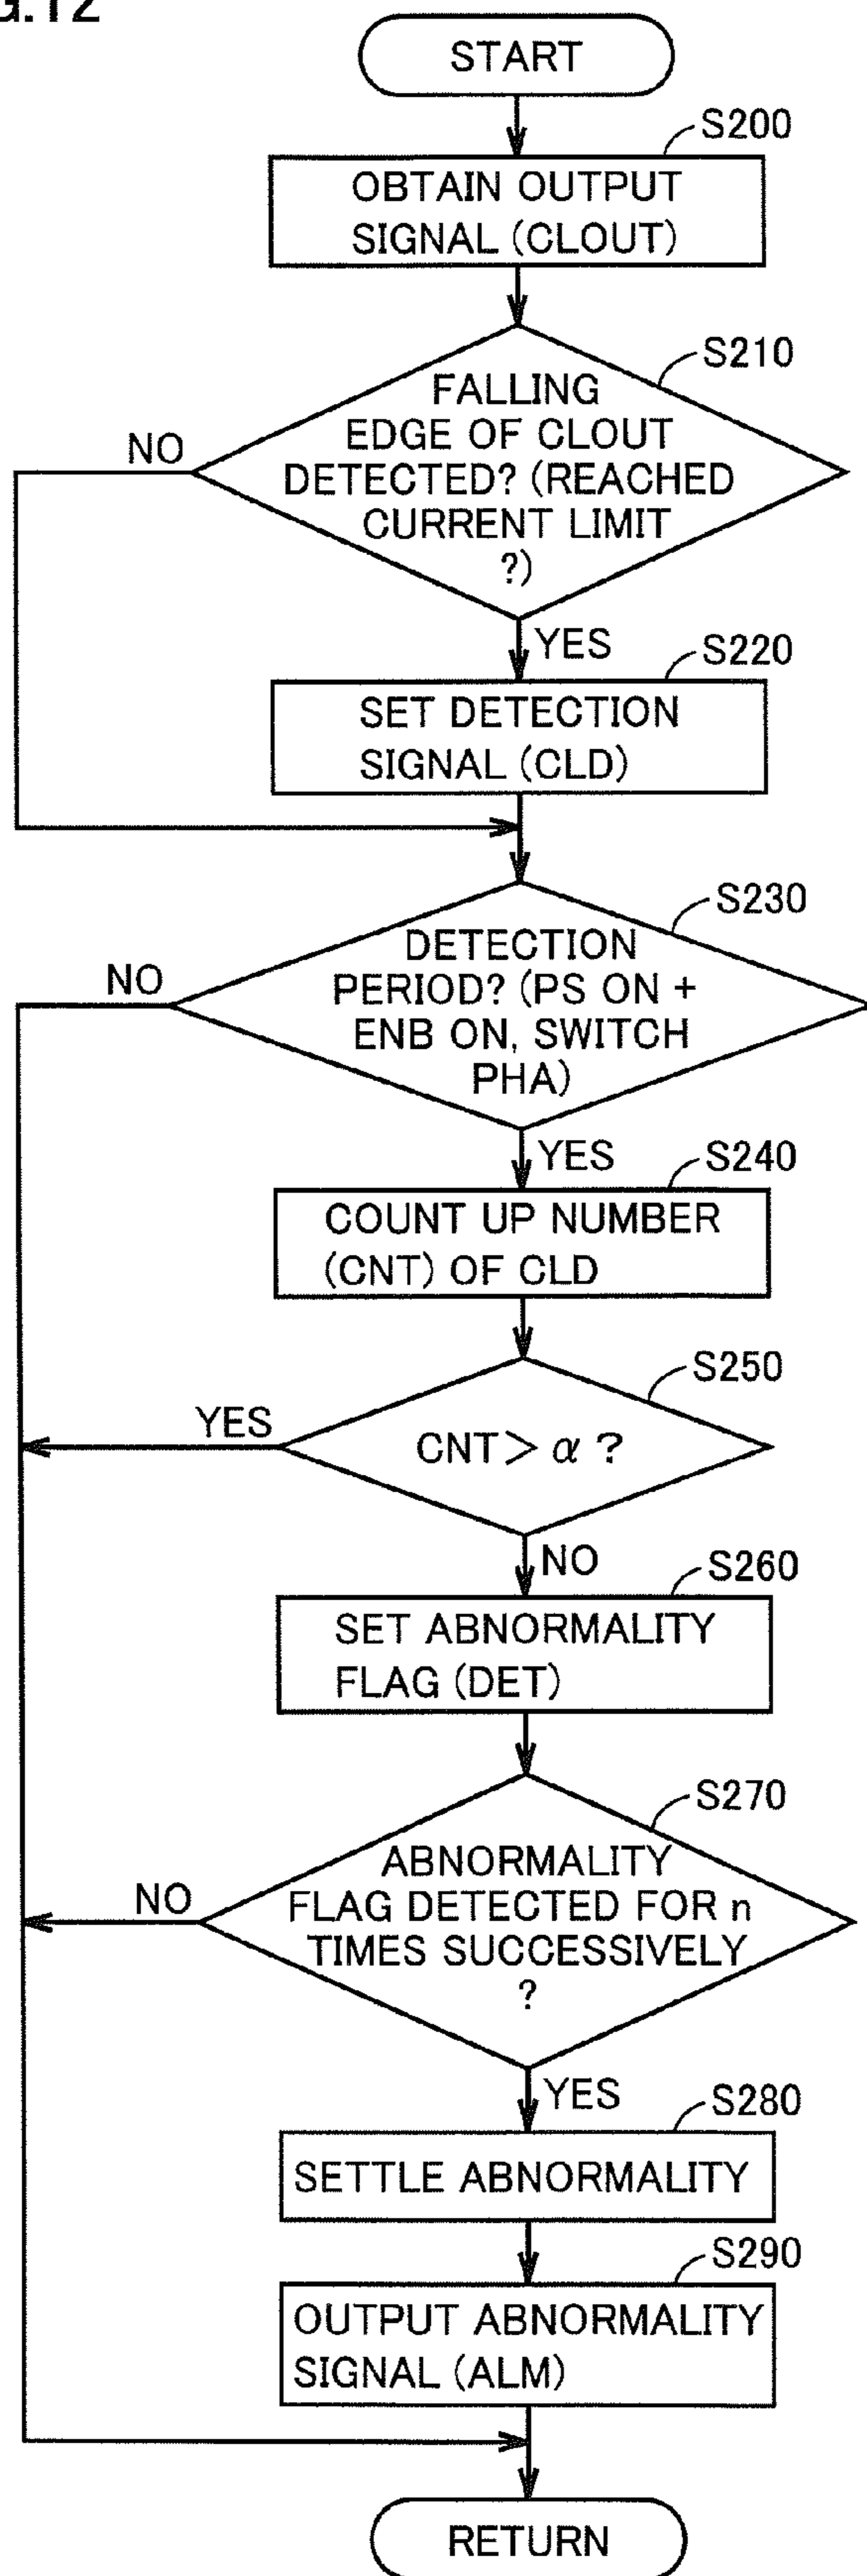 G.12
START
S200
OBTAIN OUTPUT
SIGNAL (CLOUT)
S210
FALLING
EDGE OF CLOUT
DETECTED? (REACHED
CURRENT LIMIT
?)
NO
YES
S220
SET DETECTION
SIGNAL (CLD)
S230
DETECTION
PERIOD? (PS ON +
ENB ON, SWITCH
PHA)
NO
YES
S240
COUNT UP NUMBER
(CNT) OF CLD
S250
CNT > α ?
YES
NO
S260
SET ABNORMALITY
FLAG (DET)
S270
ABNORMALITY
FLAG DETECTED FOR n
TIMES SUCCESSIVELY
?
NO
YES
S280
SETTLE ABNORMALITY
S290
OUTPUT ABNORMALITY
SIGNAL (ALM)
RETURN